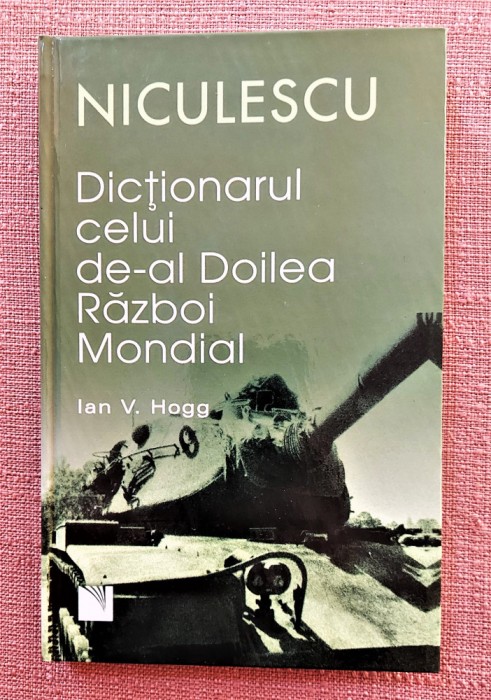 NICULESCU
Dicţionarul
celui
de-al Doilea
Război
Mondial
Ian V. Hogg